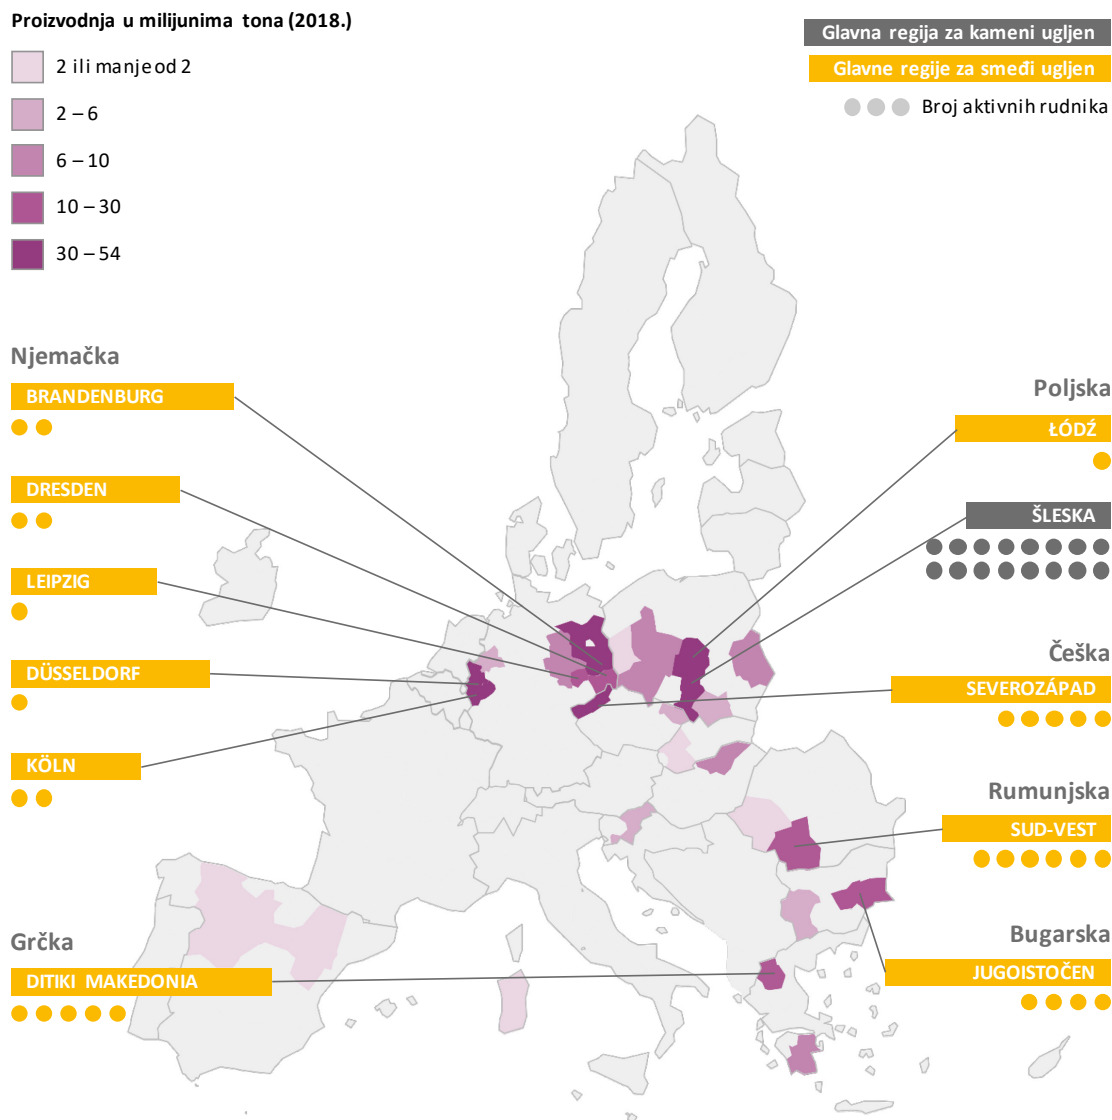 Proizvodnja u milijunima tona (2018.)
2 ili manje od 2
2 – 6
6 – 10
10 – 30
30 – 54
Glavna regija za kameni ugljen
Glavne regije za smeđi ugljen
Broj aktivnih rudnika
Njemačka
BRANDENBURG
DRESDEN
LEIPZIG
DÜSSELDORF
KÖLN
Grčka
DITIKI MAKEDONIA
Poljska
ŁÓDŹ
ŠLESKA
Češka
SEVEROZÁPAD
Rumunjska
SUD-VEST
Bugarska
JUGOISTOČEN